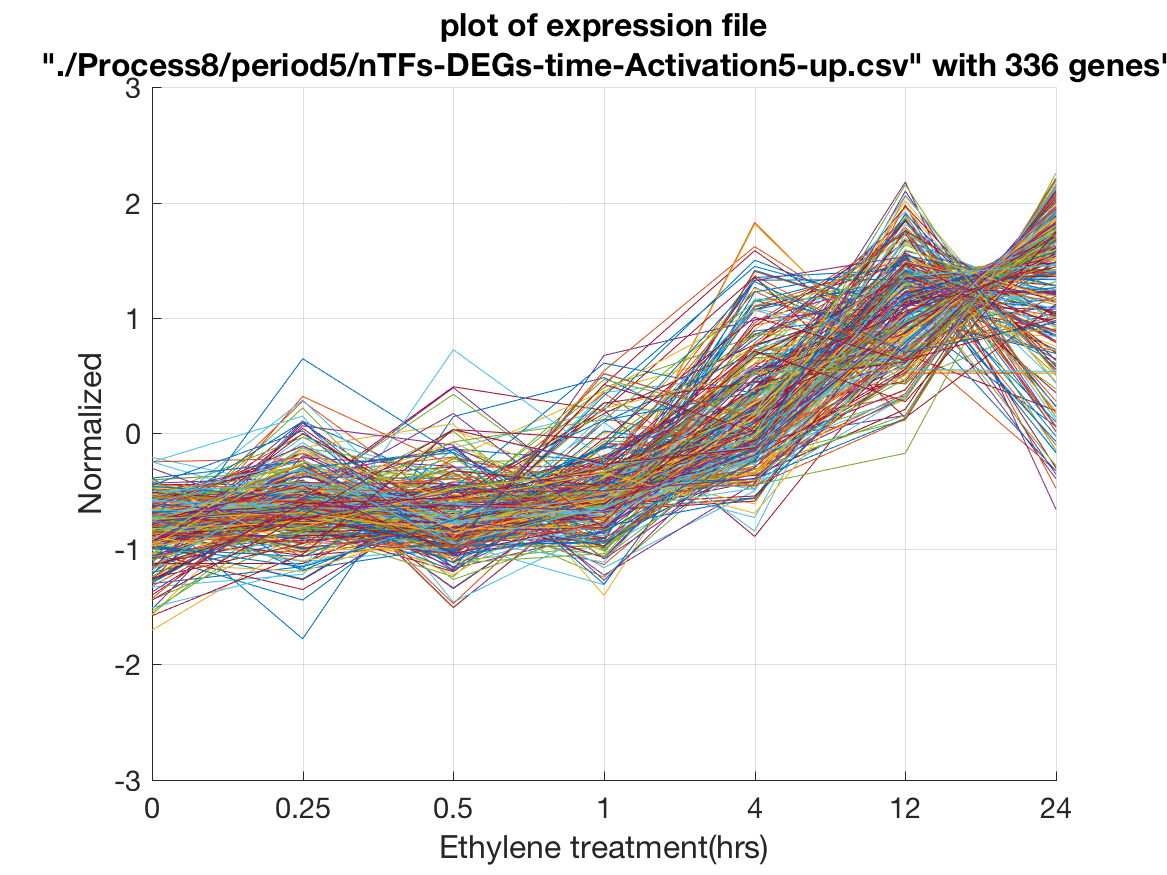 plot of expression file
"./Process8/period5/nTFs-DEGs-time-Activation5-up.csv" with 336 genes'
3
2
1
0
-1
-2
-3
Normalized
0 0.25 0.5 1 4 12 24
Ethylene treatment(hrs)